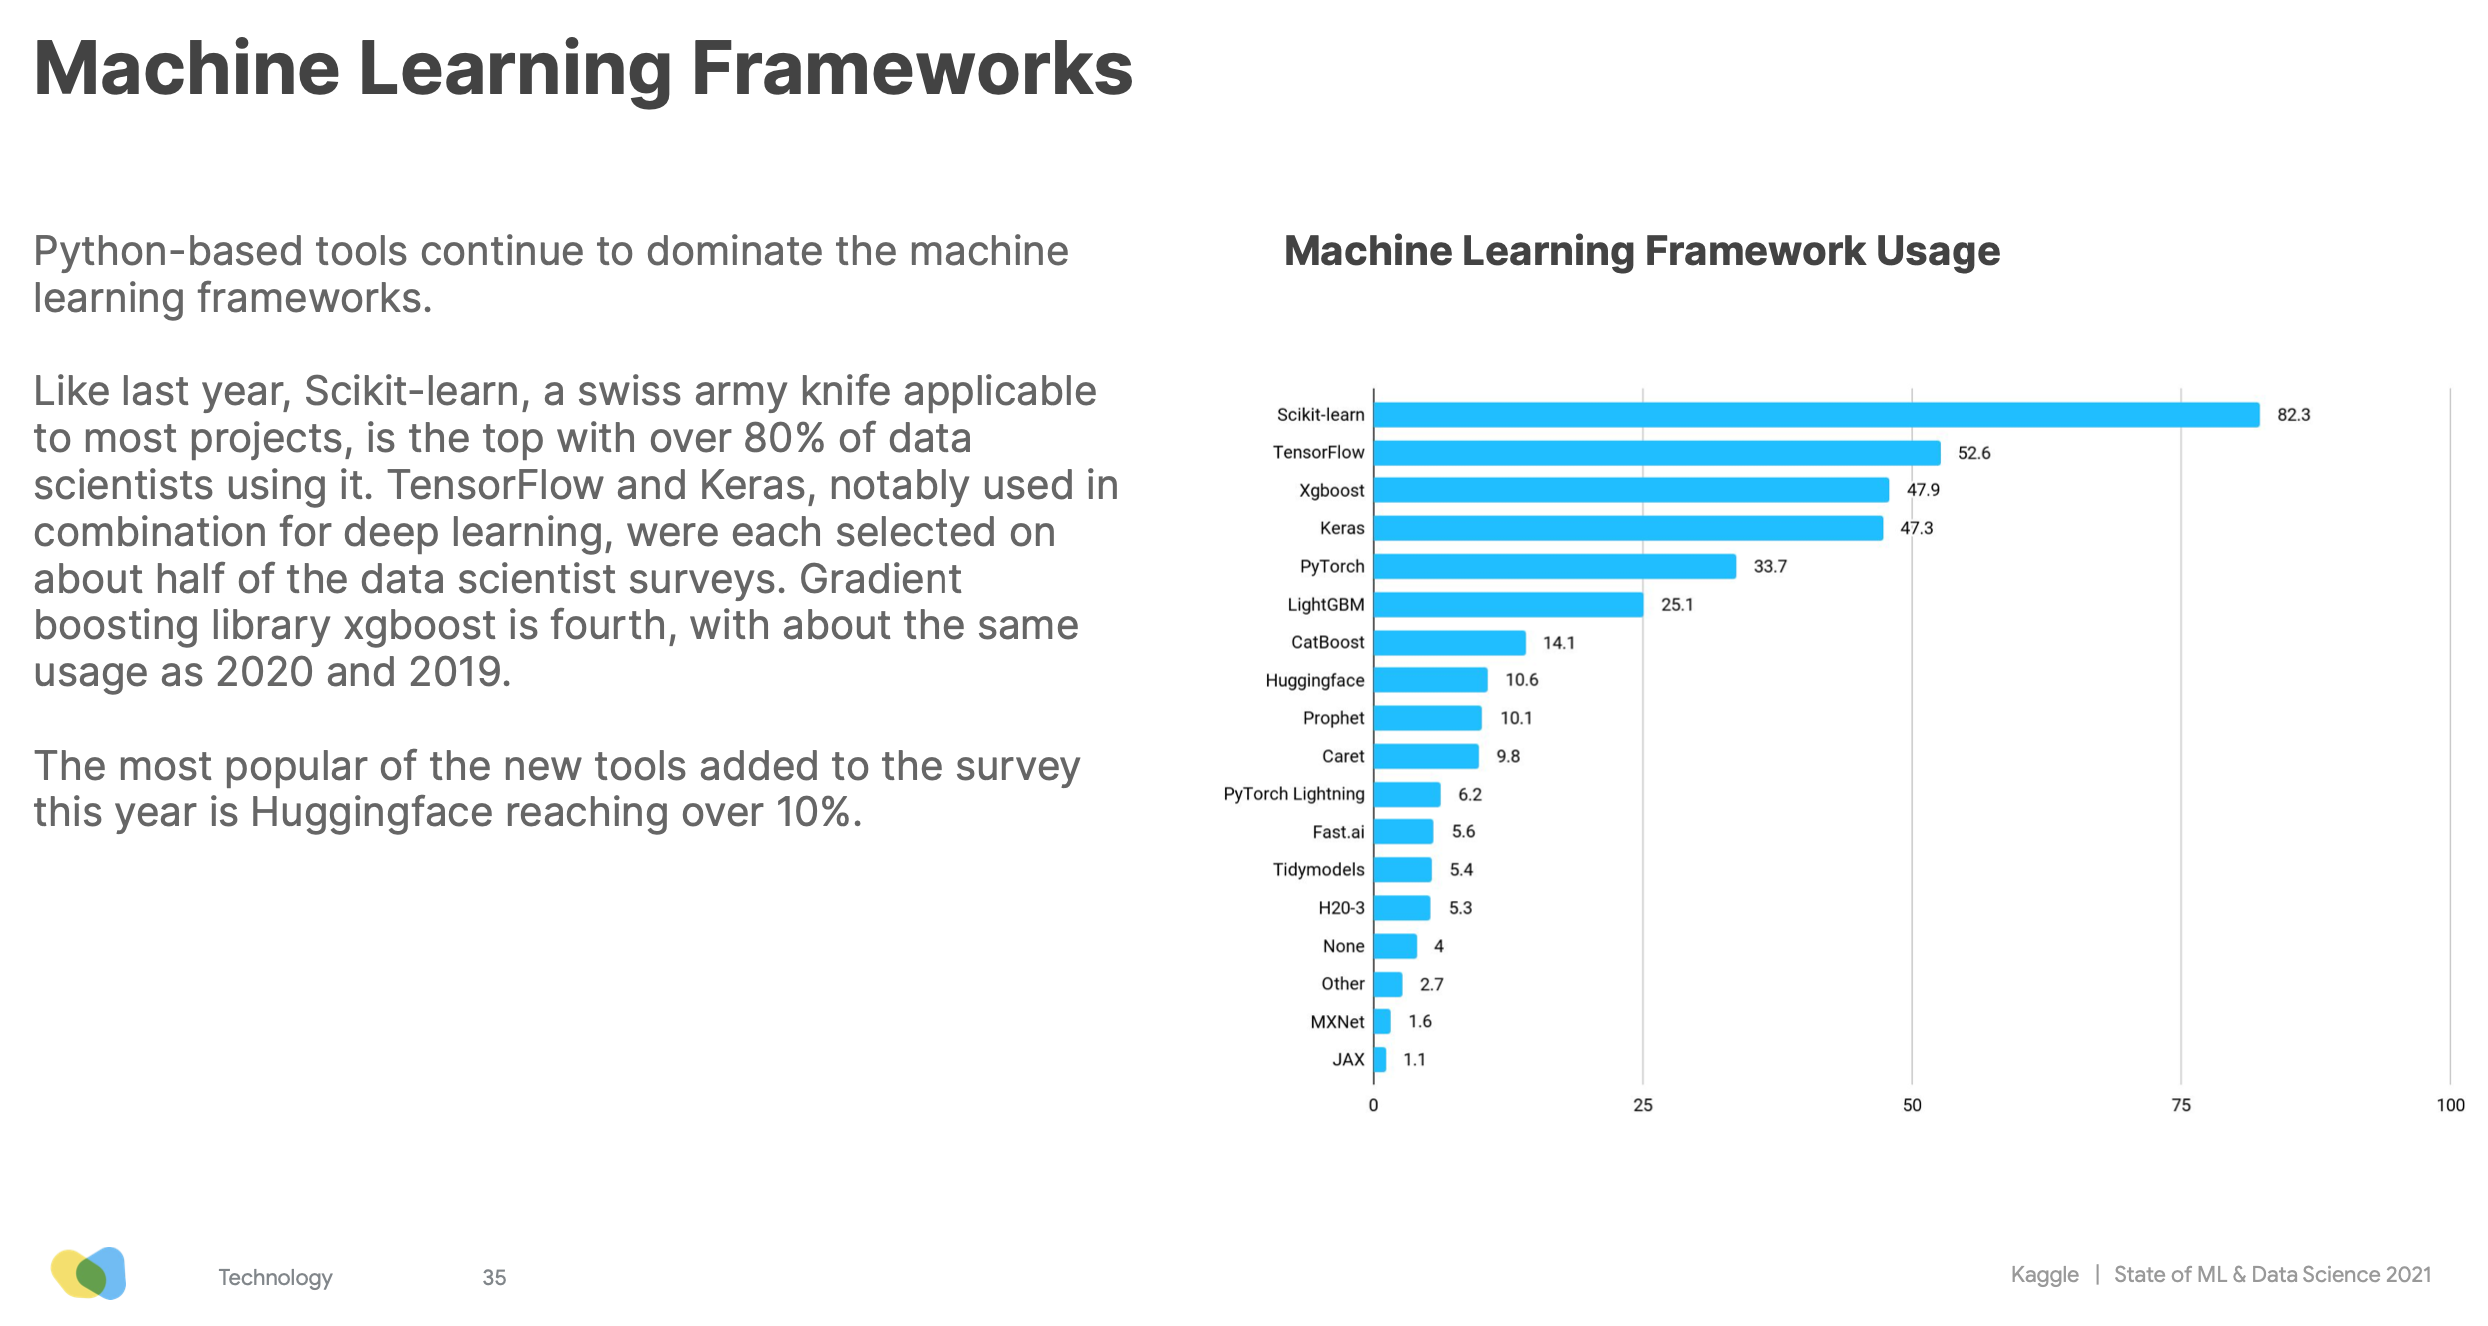 Machine Learning Frameworks
Python-based tools continue to dominate the machine
learning frameworks.
Like last year, Scikit-learn, a swiss army knife applicable
to most projects, is the top with over 80% of data
scientists using it. TensorFlow and Keras, notably used in
combination for deep learning, were each selected on
about half of the data scientist surveys. Gradient
boosting library xgboost is fourth, with about the same
usage as 2020 and 2019.
The most popular of the new tools added to the survey
this year is Huggingface reaching over 10%.
Machine Learning Framework Usage
Scikit-learn 82.3
TensorFlow 52.6
Xgboost 47.9
Keras 47.3
PyTorch 33.7
LightGBM 25.1
CatBoost 14.1
Huggingface 10.6
Prophet 10.1
Caret 9.8
PyTorch Lightning 6.2
Fast.ai 5.6
Tidymodels 5.4
H20-3 5.3
None 4
Other 2.7
MXNet 1.6
JAX 1.1
0 25 50 75 100
Technology 35
Kaggle | State of ML & Data Science 2021